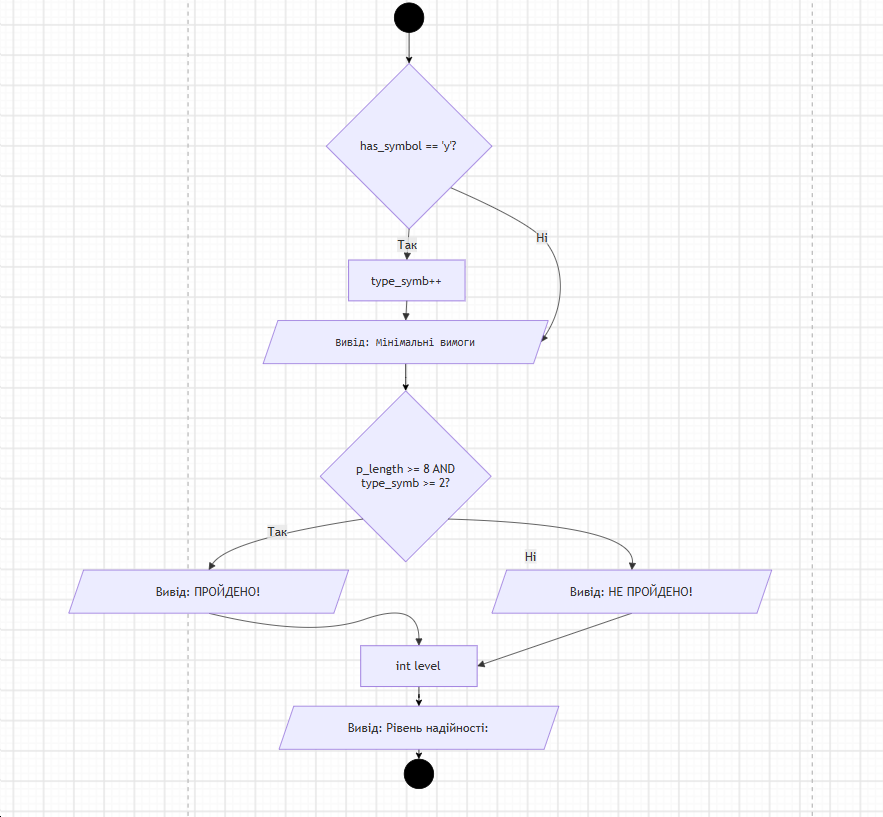 has_symbol == 'y'?
Так
Ні
type_symb++
Вивід: Мінімальні вимоги
p_length >= 8 AND
type_symb >= 2?
Так
Ні
Вивід: ПРОЙДЕНО!
Вивід: НЕ ПРОЙДЕНО!
int level
Вивід: Рівень надійності: